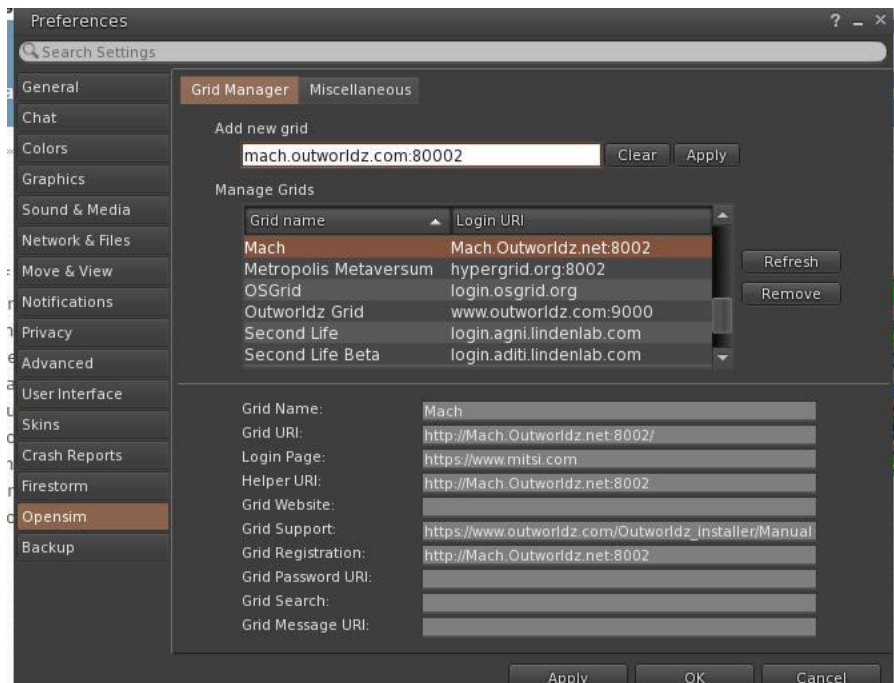 Preferences
Search Settings
General
Chat
Colors
Graphics
Sound & Media
Network & Files
Move & View
Notifications
Privacy
Advanced
User Interface
Skins
Crash Reports
Firestorm
Opensim
Backup
Grid Manager Miscellaneous
Add new grid
mach.outworldz.com:80002 Clear Apply
Manage Grids
Grid name Login URI
Mach Mach.Outworldz.net:8002
Metropolis Metaversum hypergrid.org:8002
OSGrid login.osgrid.org
Outworldz Grid www.outworldz.com:9000
Second Life login.agni.lindenlab.com
Second Life Beta login.aditi.lindenlab.com
Refresh
Remove
Grid Name: Mach
Grid URI: http://Mach.Outworldz.net:8002/
Login Page: https://www.mitsi.com
Helper URI: http://Mach.Outworldz.net:8002
Grid Website:
Grid Support: https://www.outworldz.com/Outworldz_installer/Manual
Grid Registration: http://Mach.Outworldz.net:8002
Grid Password URI:
Grid Search:
Grid Message URI:
Apply OK Cancel